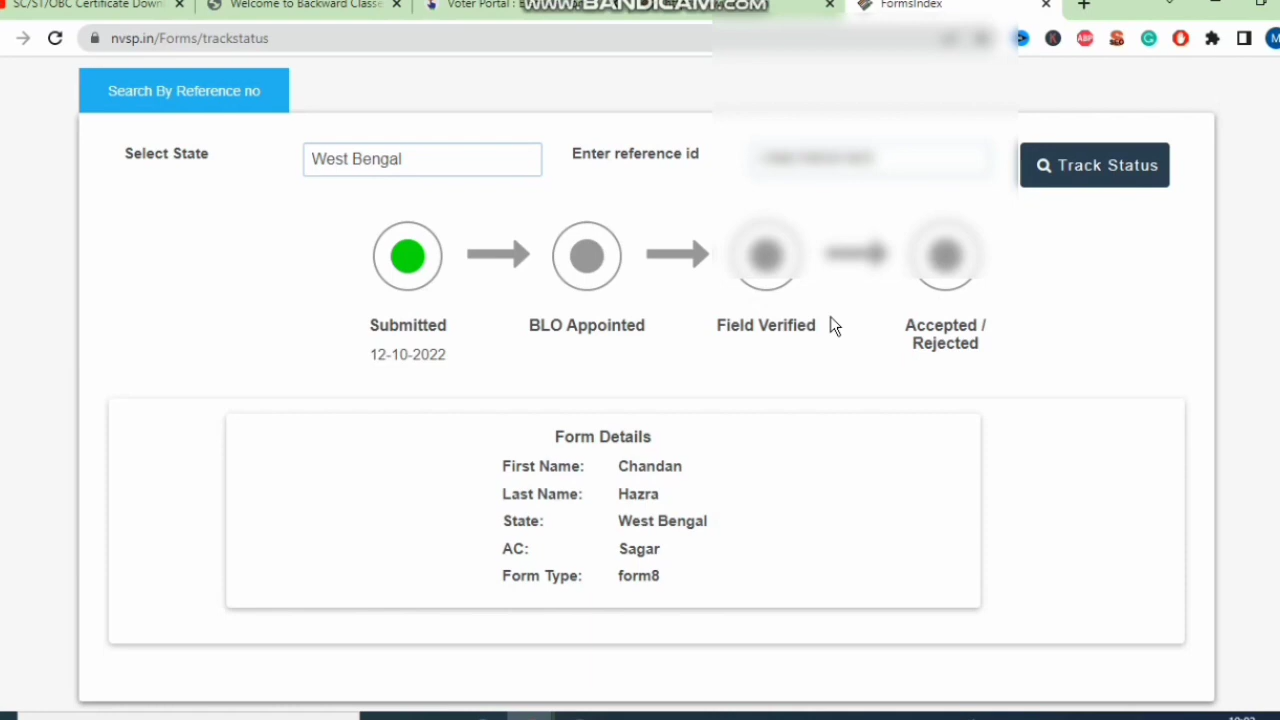 SC/ST/OBC Certificate Down
Welcome to Backward Classe
Voter Portal :
WWW.BANDICAM.COM
FormsIndex
nvsp.in/Forms/trackstatus
ABP
Search By Reference no
Select State
West Bengal
Enter reference id
Track Status
Submitted
BLO Appointed
Field Verified
Accepted /
Rejected
12-10-2022
Form Details
First Name: Chandan
Last Name: Hazra
State: West Bengal
AC: Sagar
Form Type: form8